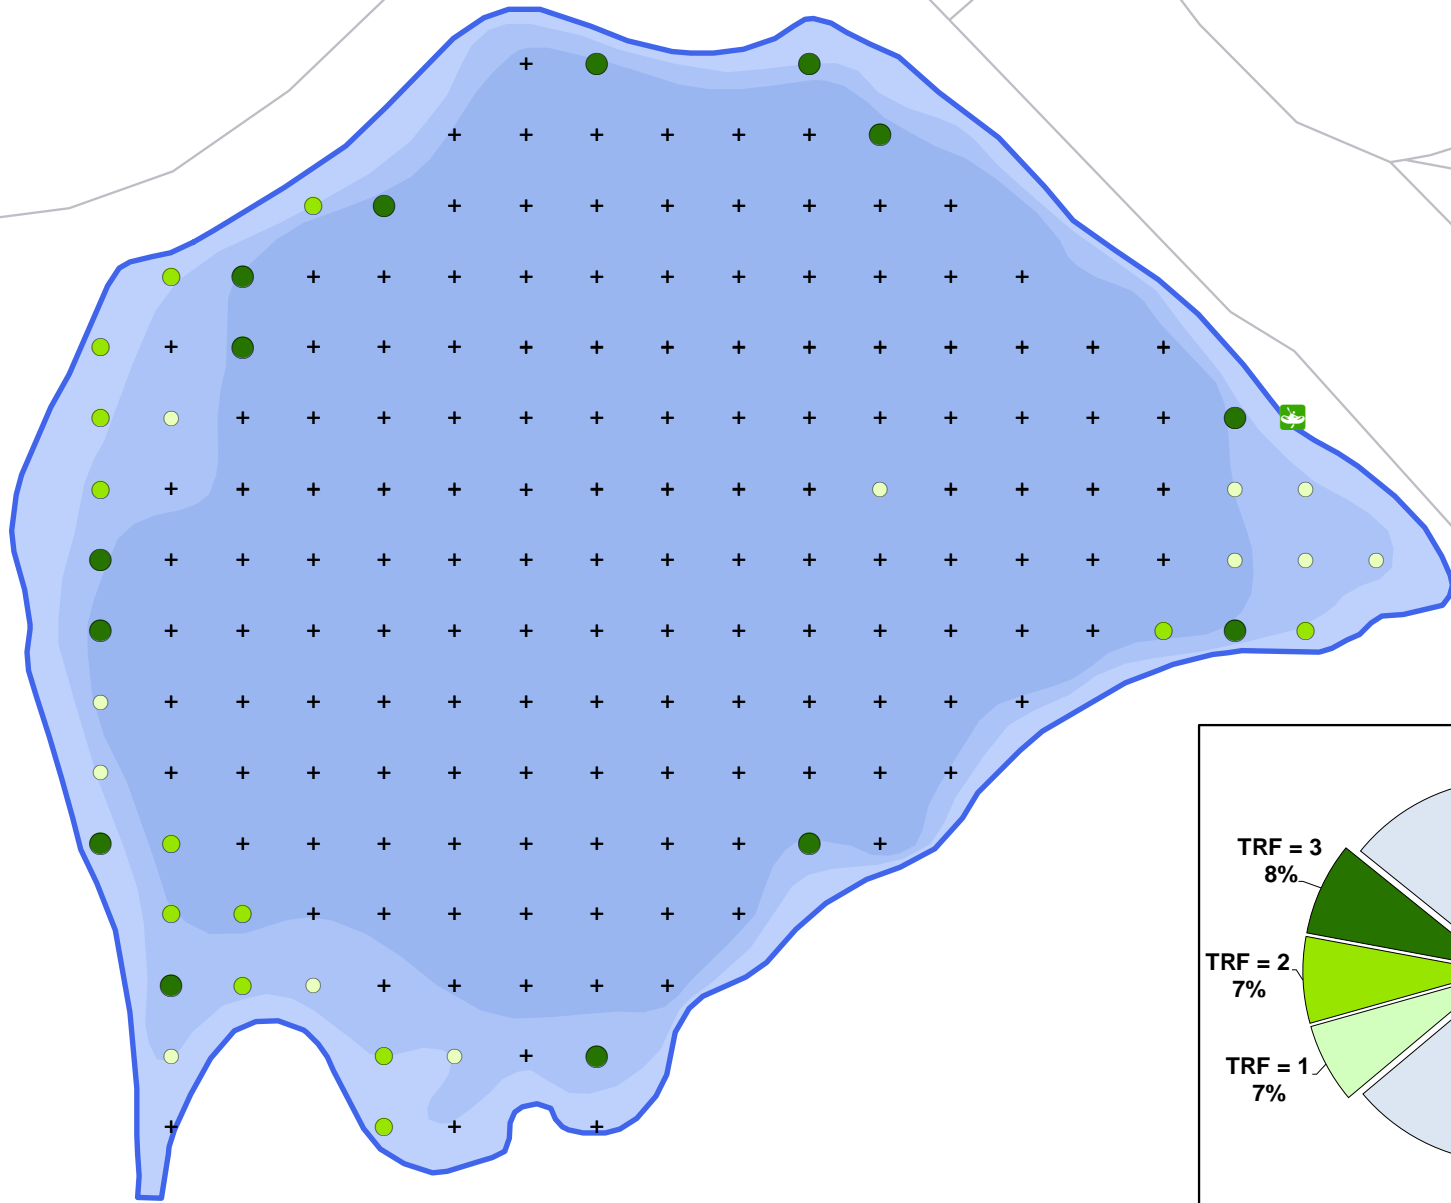 TRF = 3
8%
TRF = 2
7%
TRF = 1
7%